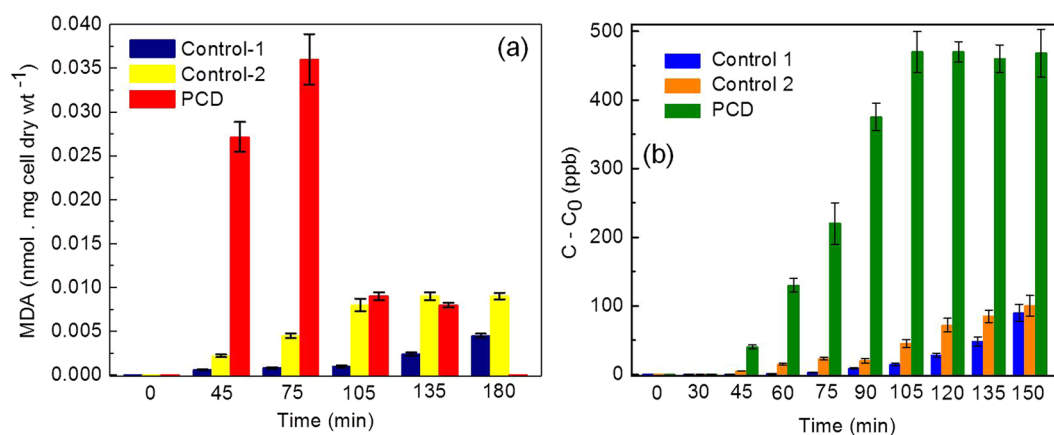 (a)
Control-1
Control-2
PCD
MDA (nmol . mg cell dry wt -1)
0.040
0.035
0.030
0.025
0.020
0.015
0.010
0.005
0.000
0 45 75 105 135 180
Time (min)
(b)
Control 1
Control 2
PCD
C - C0 (ppb)
500
400
300
200
100
0
0 30 45 60 75 90 105 120 135 150
Time (min)